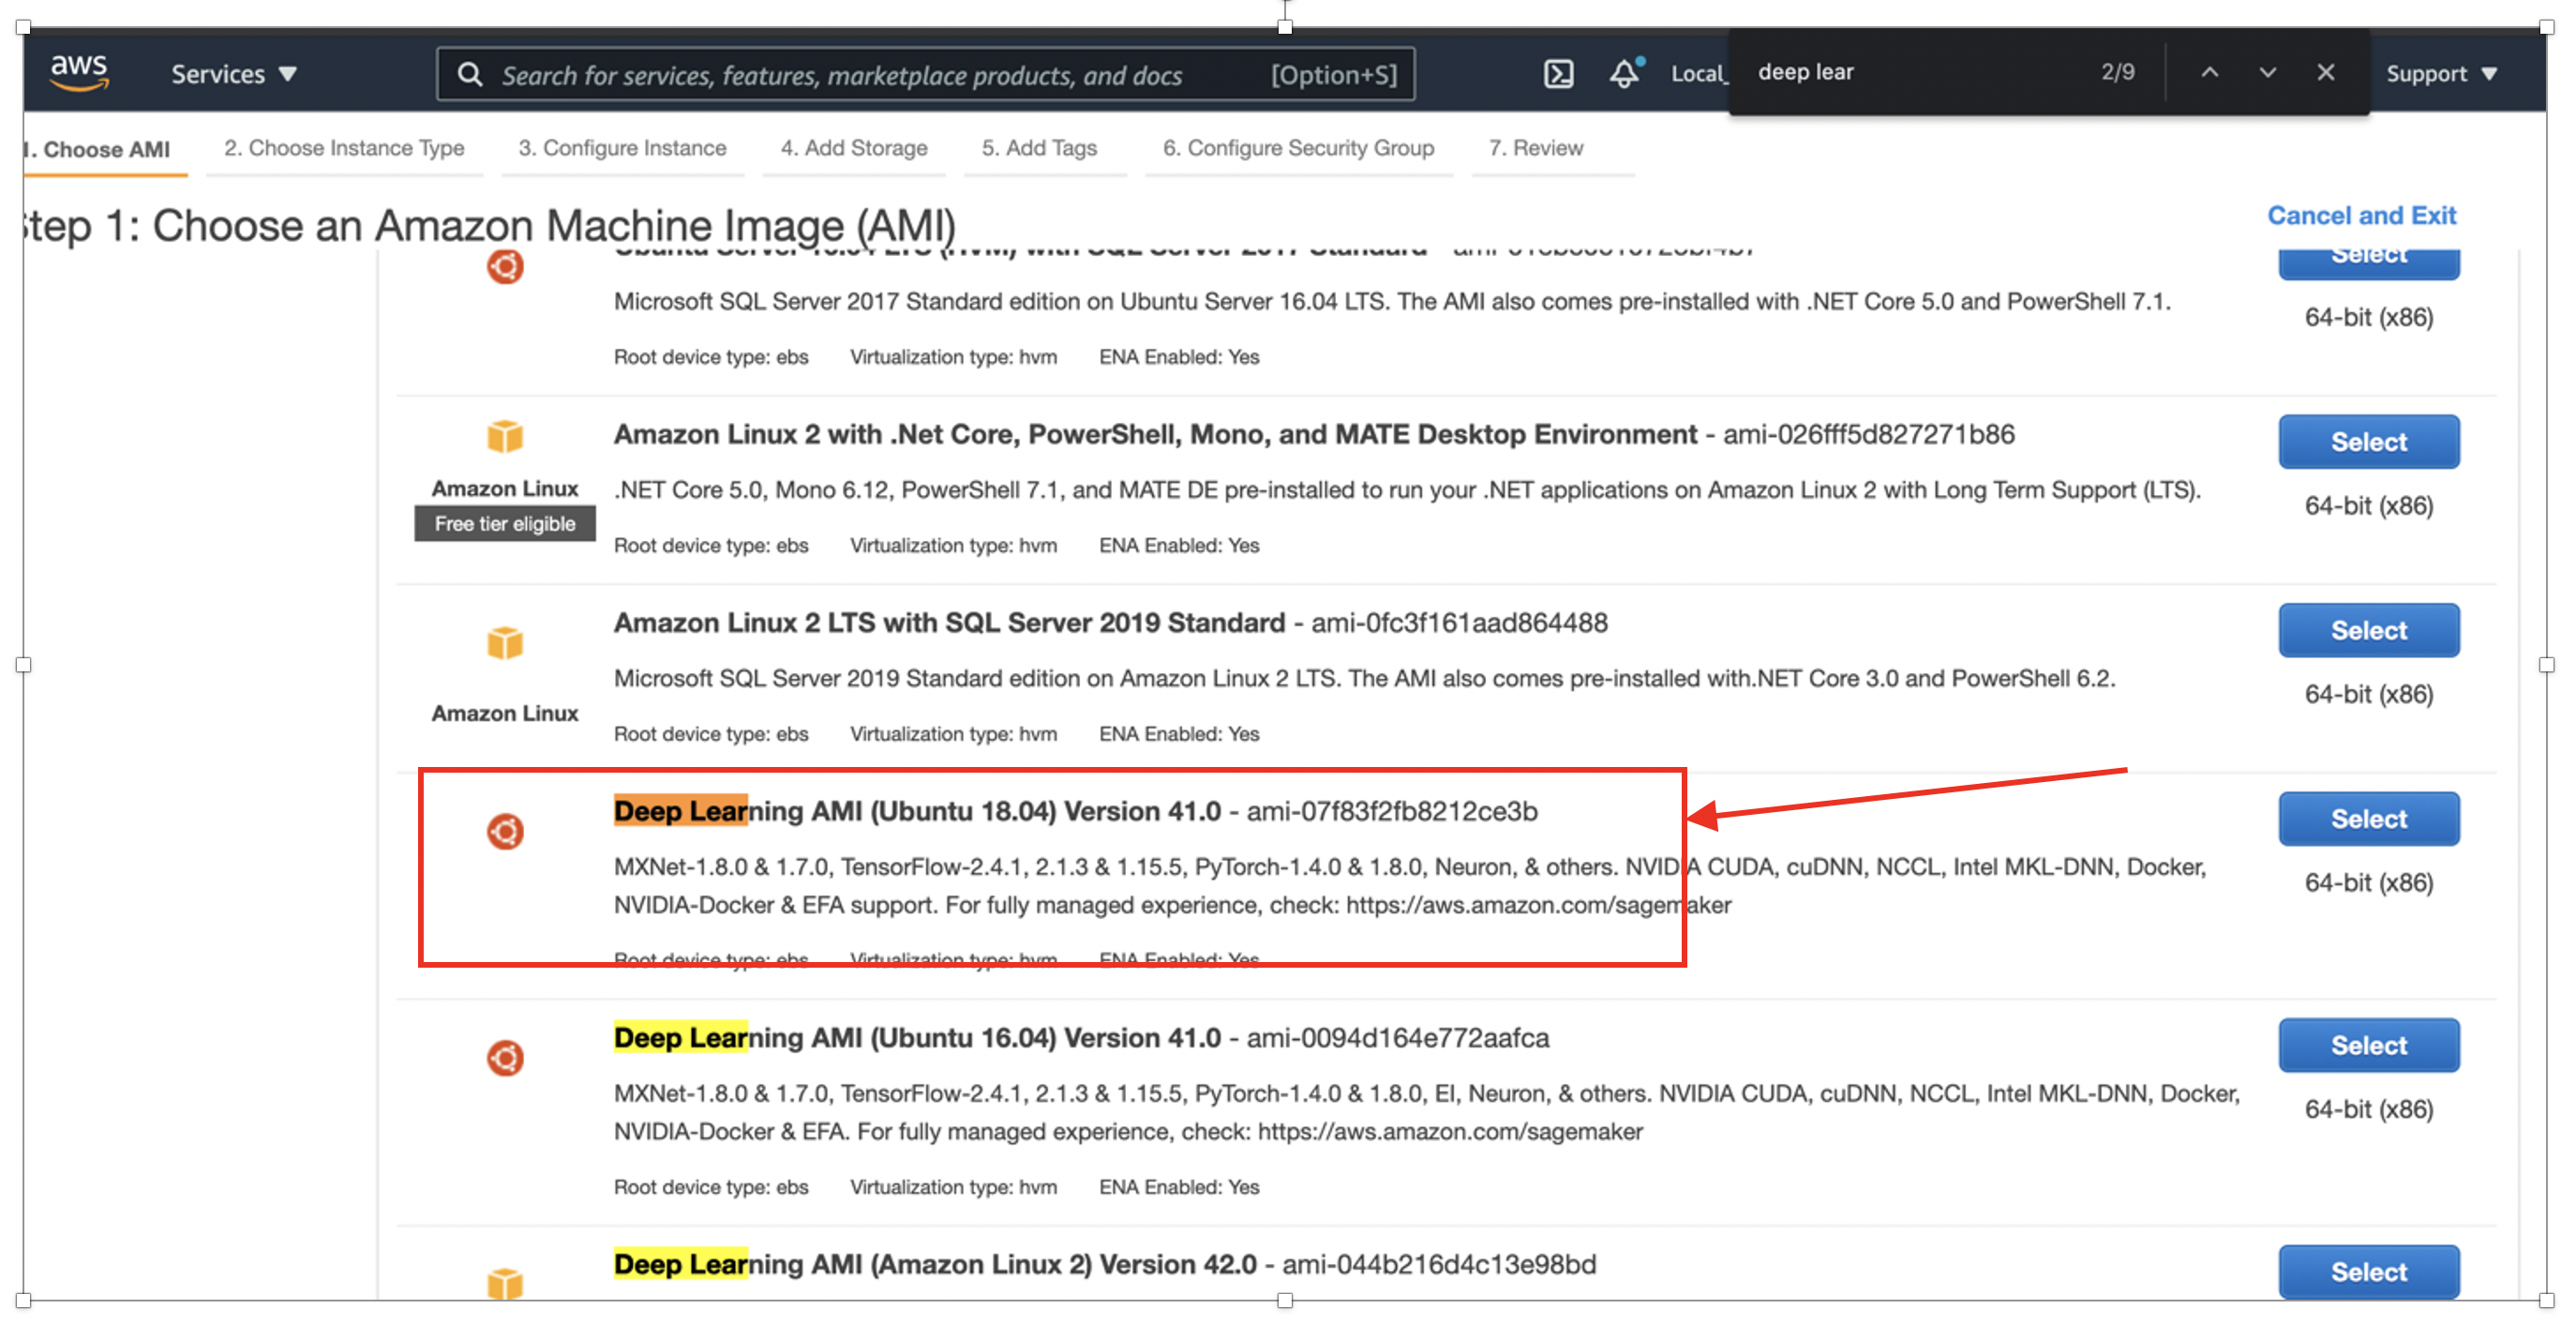 aws
Services
Search for services, features, marketplace products, and docs [Option+S]
Local_
deep lear 2/9
Support
1. Choose AMI 2. Choose Instance Type 3. Configure Instance 4. Add Storage 5. Add Tags 6. Configure Security Group 7. Review
Step 1: Choose an Amazon Machine Image (AMI)
Cancel and Exit
Ubuntu Server 16.04 LTS (HVM) with SQL Server 2017 Standard
Select
Microsoft SQL Server 2017 Standard edition on Ubuntu Server 16.04 LTS. The AMI also comes pre-installed with .NET Core 5.0 and PowerShell 7.1.
64-bit (x86)
Root device type: ebs Virtualization type: hvm ENA Enabled: Yes
Amazon Linux 2 with .Net Core, PowerShell, Mono, and MATE Desktop Environment - ami-026fff5d827271b86
Select
Amazon Linux
Free tier eligible
.NET Core 5.0, Mono 6.12, PowerShell 7.1, and MATE DE pre-installed to run your .NET applications on Amazon Linux 2 with Long Term Support (LTS).
64-bit (x86)
Root device type: ebs Virtualization type: hvm ENA Enabled: Yes
Amazon Linux 2 LTS with SQL Server 2019 Standard - ami-0fc3f161aad864488
Select
Microsoft SQL Server 2019 Standard edition on Amazon Linux 2 LTS. The AMI also comes pre-installed with.NET Core 3.0 and PowerShell 6.2.
64-bit (x86)
Amazon Linux
Root device type: ebs Virtualization type: hvm ENA Enabled: Yes
Deep Learning AMI (Ubuntu 18.04) Version 41.0 - ami-07f83f2fb8212ce3b
Select
MXNet-1.8.0 & 1.7.0, TensorFlow-2.4.1, 2.1.3 & 1.15.5, PyTorch-1.4.0 & 1.8.0, Neuron, & others. NVIDIA CUDA, cuDNN, NCCL, Intel MKL-DNN, Docker,
NVIDIA-Docker & EFA support. For fully managed experience, check: https://aws.amazon.com/sagemaker
64-bit (x86)
Root device type: ebs Virtualization type: hvm ENA Enabled: Yes
Deep Learning AMI (Ubuntu 16.04) Version 41.0 - ami-0094d164e772aafca
Select
MXNet-1.8.0 & 1.7.0, TensorFlow-2.4.1, 2.1.3 & 1.15.5, PyTorch-1.4.0 & 1.8.0, EI, Neuron, & others. NVIDIA CUDA, cuDNN, NCCL, Intel MKL-DNN, Docker,
NVIDIA-Docker & EFA. For fully managed experience, check: https://aws.amazon.com/sagemaker
64-bit (x86)
Root device type: ebs Virtualization type: hvm ENA Enabled: Yes
Deep Learning AMI (Amazon Linux 2) Version 42.0 - ami-044b216d4c13e98bd
Select